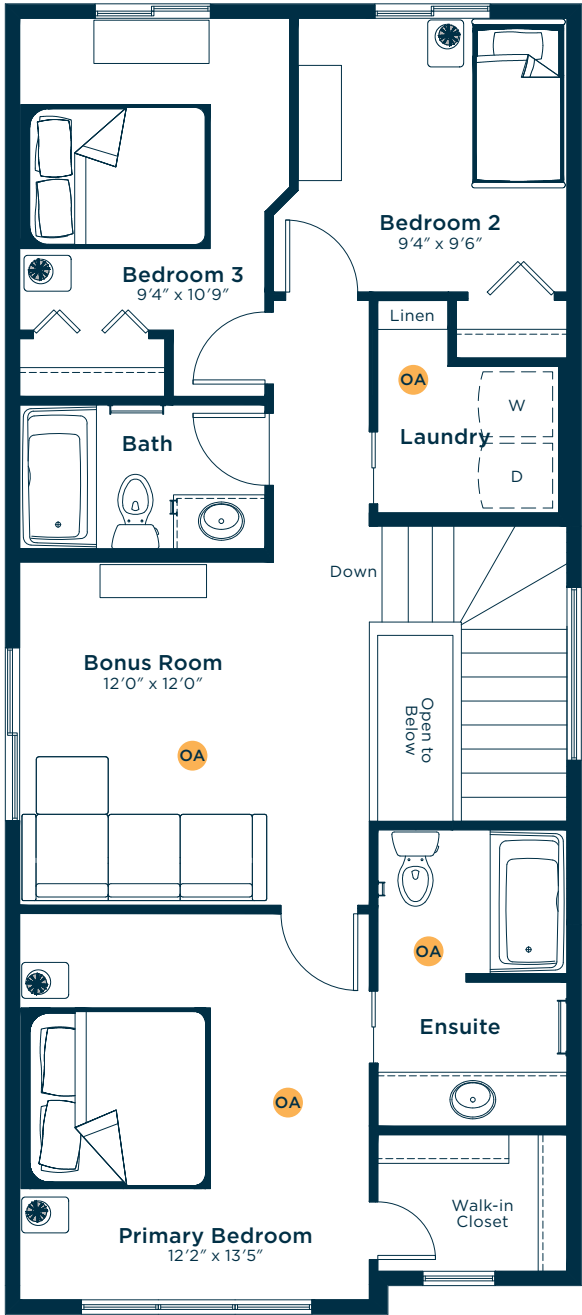 Bedroom 2
9'4" x 9'6"
Bedroom 3
9'4" x 10'9"
Linen
OA
W
Laundry
D
Bath
Down
Bonus Room
12'0" x 12'0"
Open to
Below
OA
OA
Ensuite
OA
Walk-in
Closet
Primary Bedroom
12'2" x 13'5"